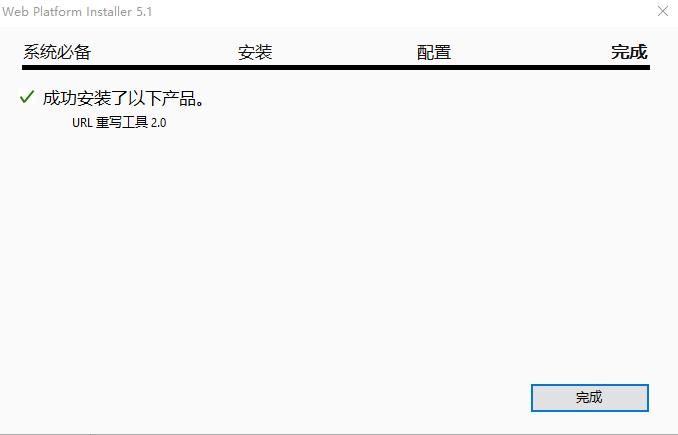 Web Platform Installer 5.1
系统必备 安装 配置 完成
成功安装了以下产品。
URL 重写工具 2.0
完成